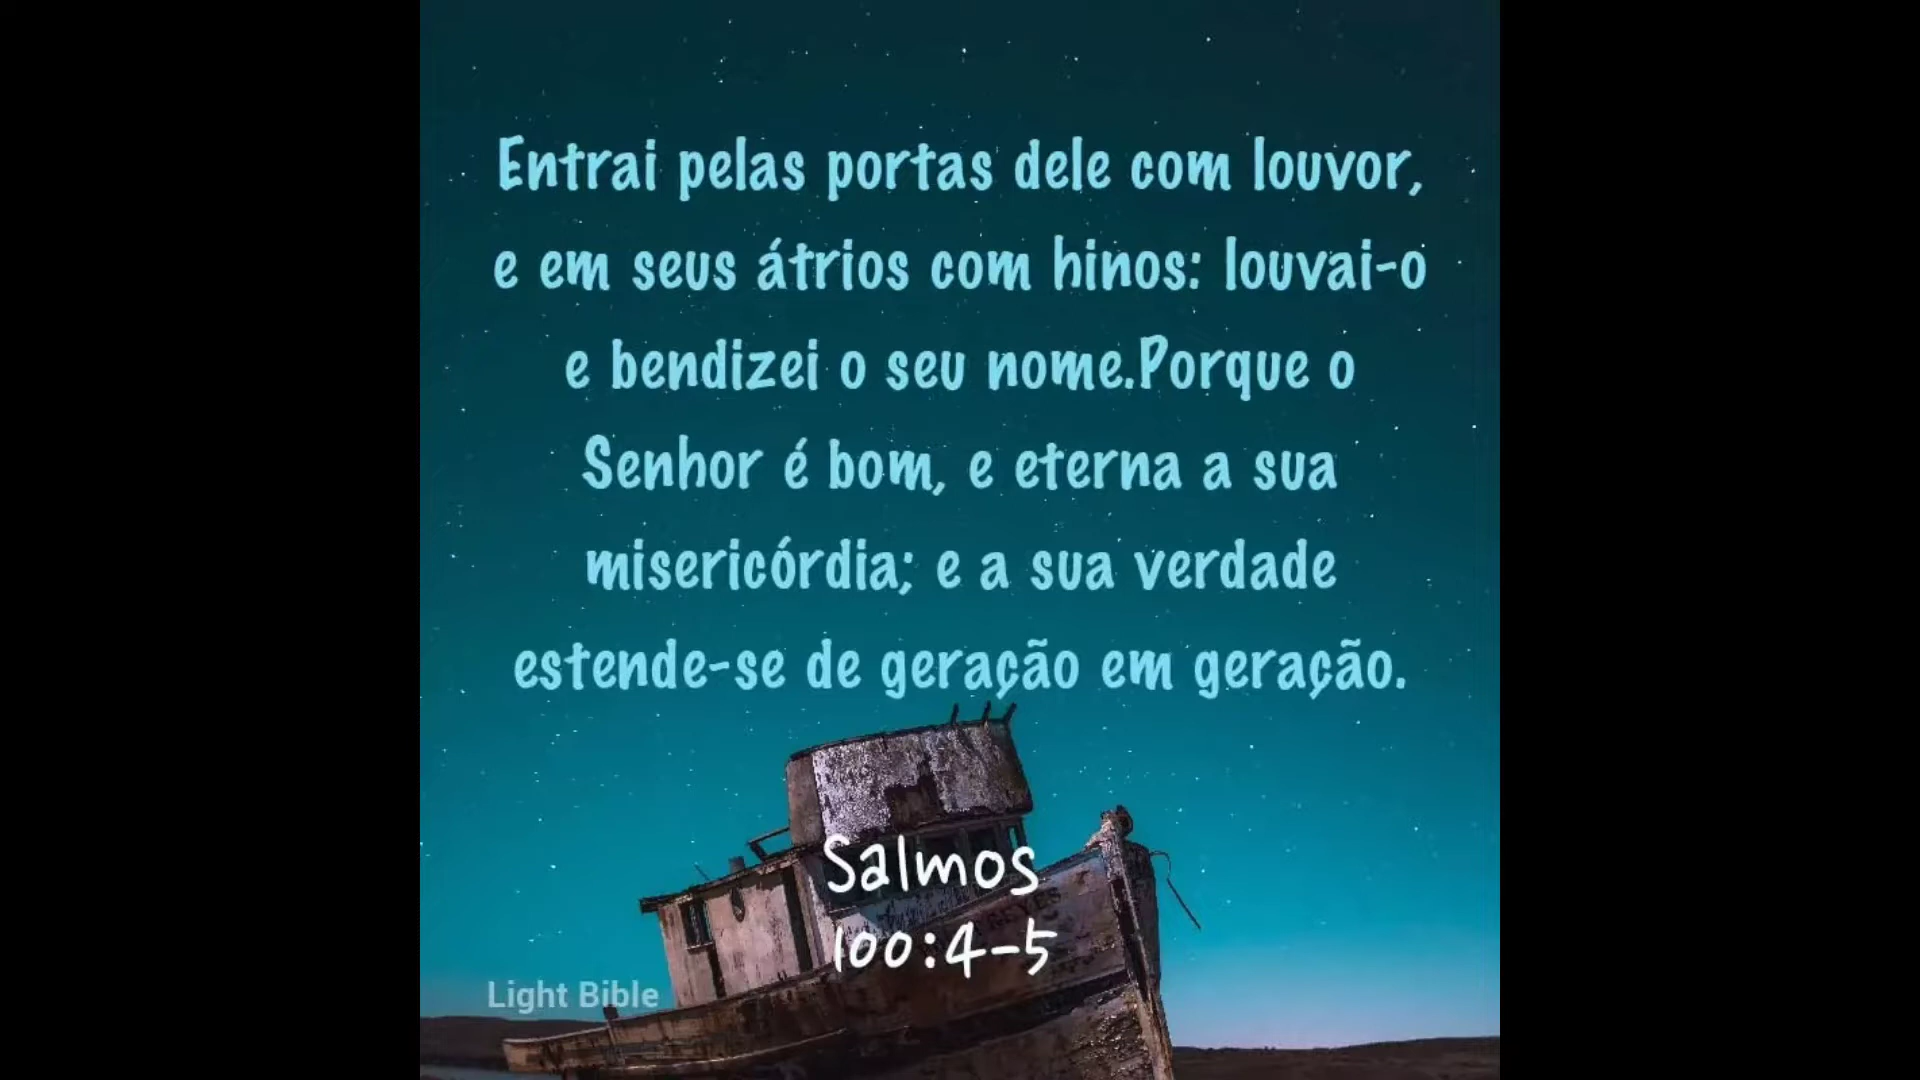 Entrai pelas portas dele com louvor,
e em seus átrios com hinos: louvai-o
e bendizei o seu nome.Porque o
Senhor é bom, e eterna a sua
misericórdia; e a sua verdade
estende-se de geração em geração.
Salmos
100:4-5
Light Bible